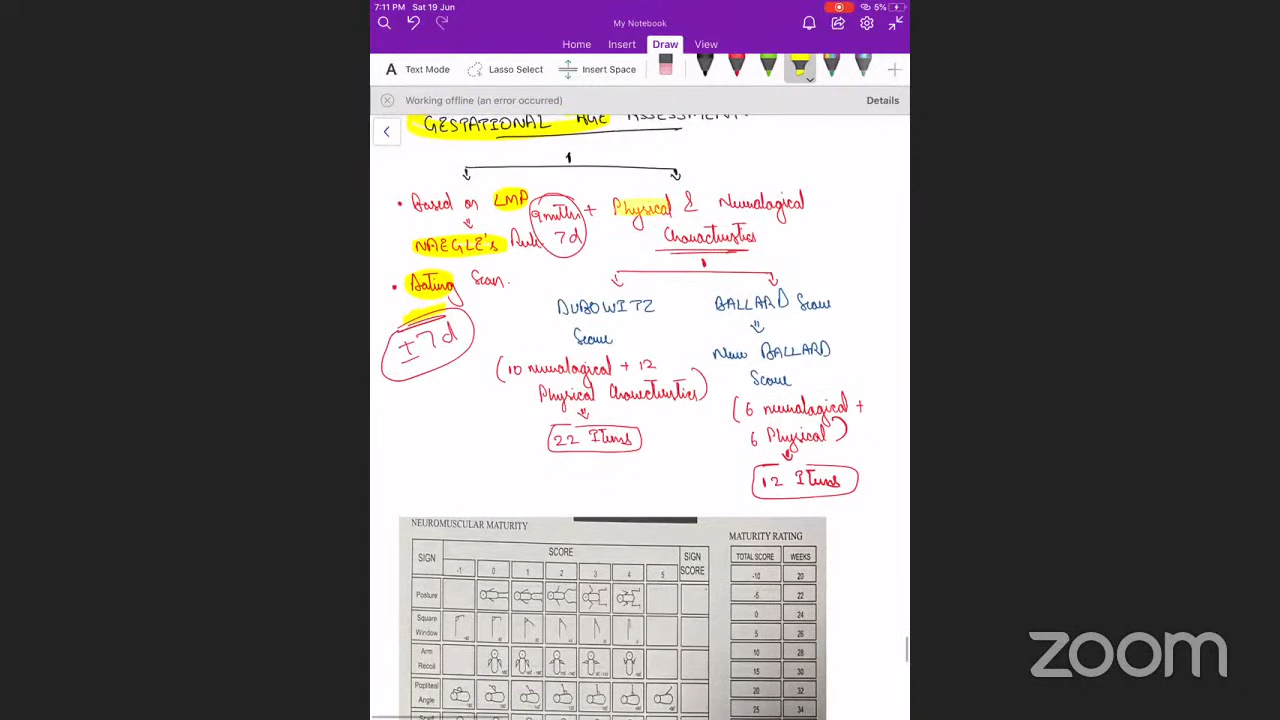 7:11 PM Sat 19 Jun
5%
My Notebook
Home Insert Draw View
Text Mode Lasso Select Insert Space
Working offline (an error occurred) Details
GESTATIONAL AGE ASSESSMENT.
• Based on LMP
NAEGLE's Rule
9mnths + 7d
• Dating Scan.
± 7d
Physical & Neurological
Characteristics
DUBOWITZ
Score
(10 neurological + 12
Physical Characteristics)
22 Items
BALLARD Score
New BALLARD
Score
(6 neurological +
6 Physical)
12 Items
NEUROMUSCULAR MATURITY
SIGN SCORE SIGN SCORE
-1 0 1 2 3 4 5
Posture
Square Window
Arm Recoil
Popliteal Angle
MATURITY RATING
TOTAL SCORE WEEKS
-10 20
-5 22
0 24
5 26
10 28
15 30
20 32
25 34
zoom